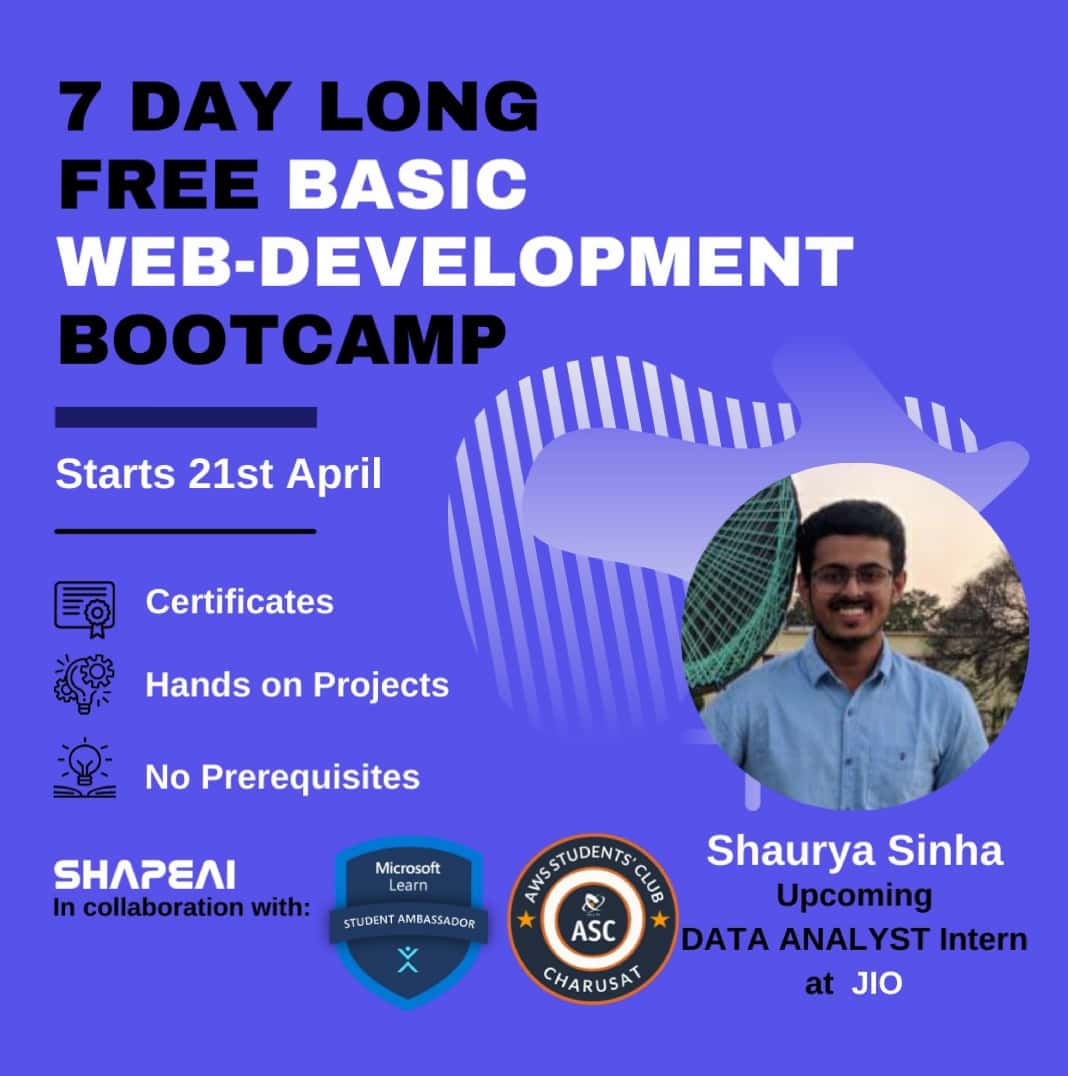 7 DAY LONG
FREE BASIC
WEB-DEVELOPMENT
BOOTCAMP
Starts 21st April
Certificates
Hands on Projects
No Prerequisites
SHAPEAI
In collaboration with:
Microsoft
Learn
STUDENT AMBASSADOR
AWS STUDENTS' CLUB
ASC
CHARUSAT
Shaurya Sinha
Upcoming
DATA ANALYST Intern
at JIO